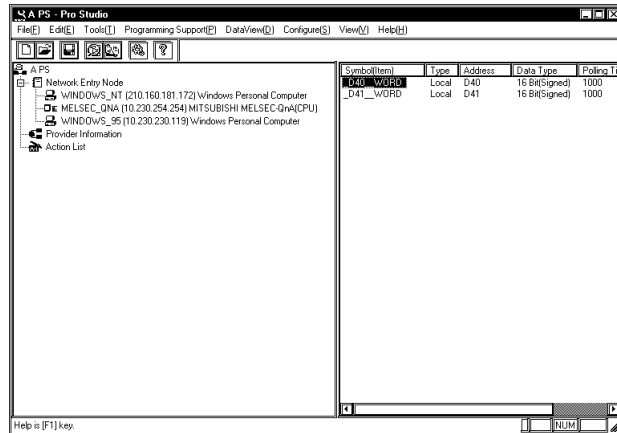 A PS - Pro Studio
File(F) Edit(E) Tools(T) Programming Support(P) DataView(D) Configure(S) View(V) Help(H)
A PS
Network Entry Node
WINDOWS_NT (210.160.181.172) Windows Personal Computer
MELSEC_QNA (10.230.254.254) MITSUBISHI MELSEC-QnA(CPU)
WINDOWS_95 (10.230.230.119) Windows Personal Computer
Provider Information
Action List
Symbol(Item) Type Address Data Type Polling Ti
_D40__WORD Local D40 16 Bit(Signed) 1000
_D41__WORD Local D41 16 Bit(Signed) 1000
Help is [F1] key.
NUM